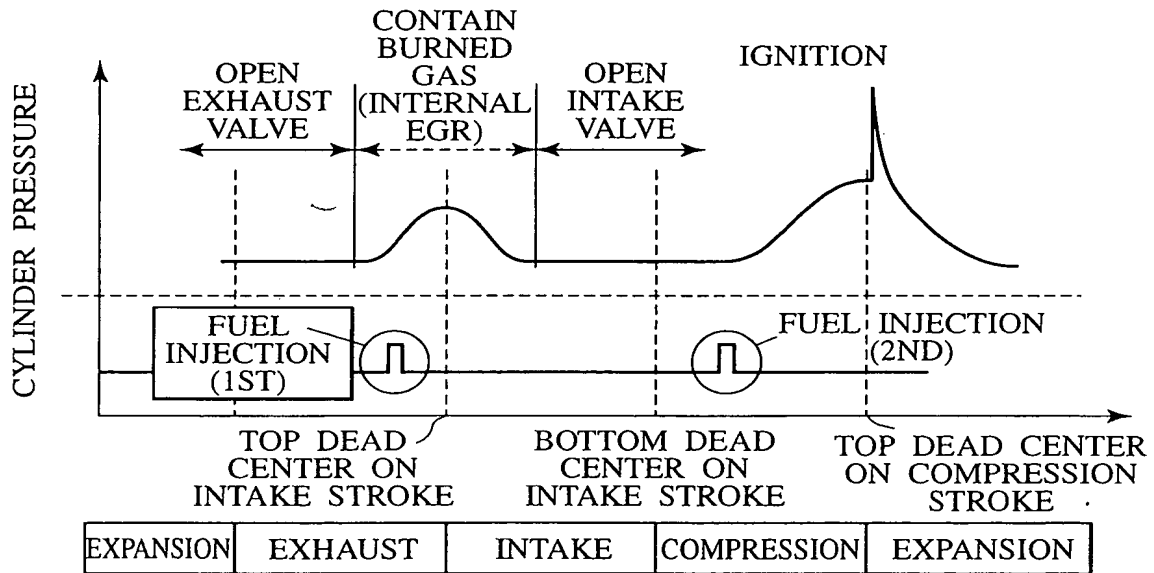 CYLINDER PRESSURE
OPEN
EXHAUST
VALVE
CONTAIN
BURNED
GAS
(INTERNAL
EGR)
OPEN
INTAKE
VALVE
IGNITION
FUEL
INJECTION
(1ST)
FUEL INJECTION
(2ND)
TOP DEAD
CENTER ON
INTAKE STROKE
BOTTOM DEAD
CENTER ON
INTAKE STROKE
TOP DEAD CENTER
ON COMPRESSION
STROKE
EXPANSION EXHAUST INTAKE COMPRESSION EXPANSION